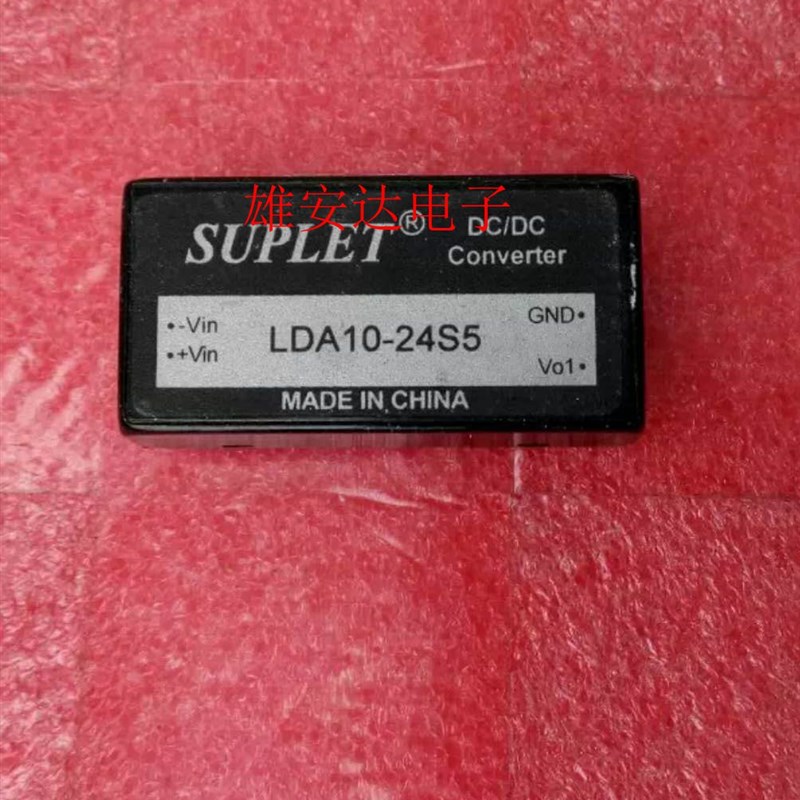 雄安达电子
SUPLET®
DC/DC
Converter
•-Vin
•+Vin
LDA10-24S5
GND•
Vo1•
MADE IN CHINA